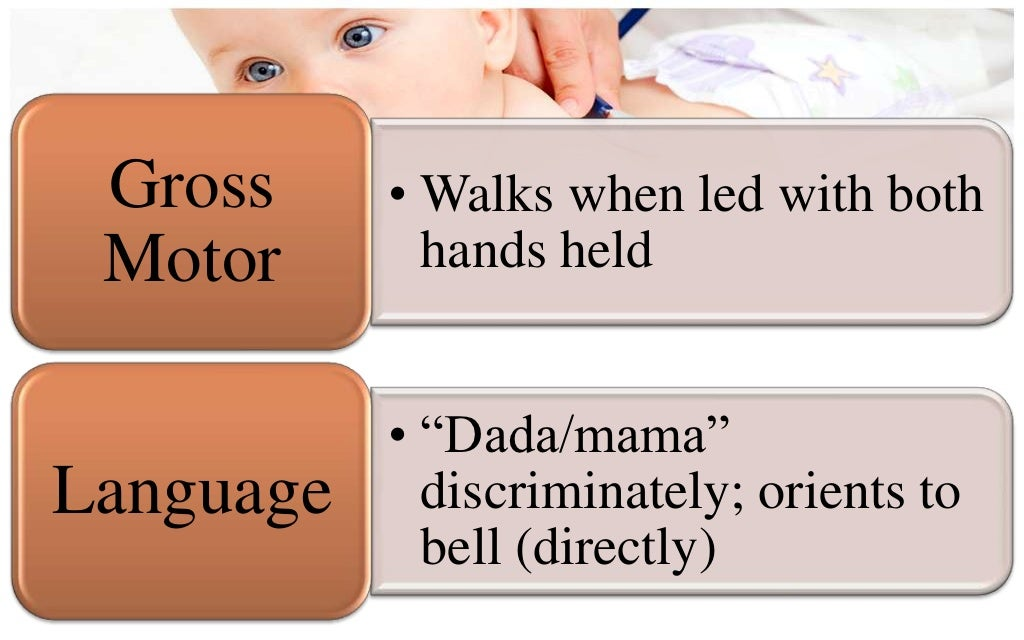 Gross
Motor
• Walks when led with both
hands held
Language
• “Dada/mama”
discriminately; orients to
bell (directly)